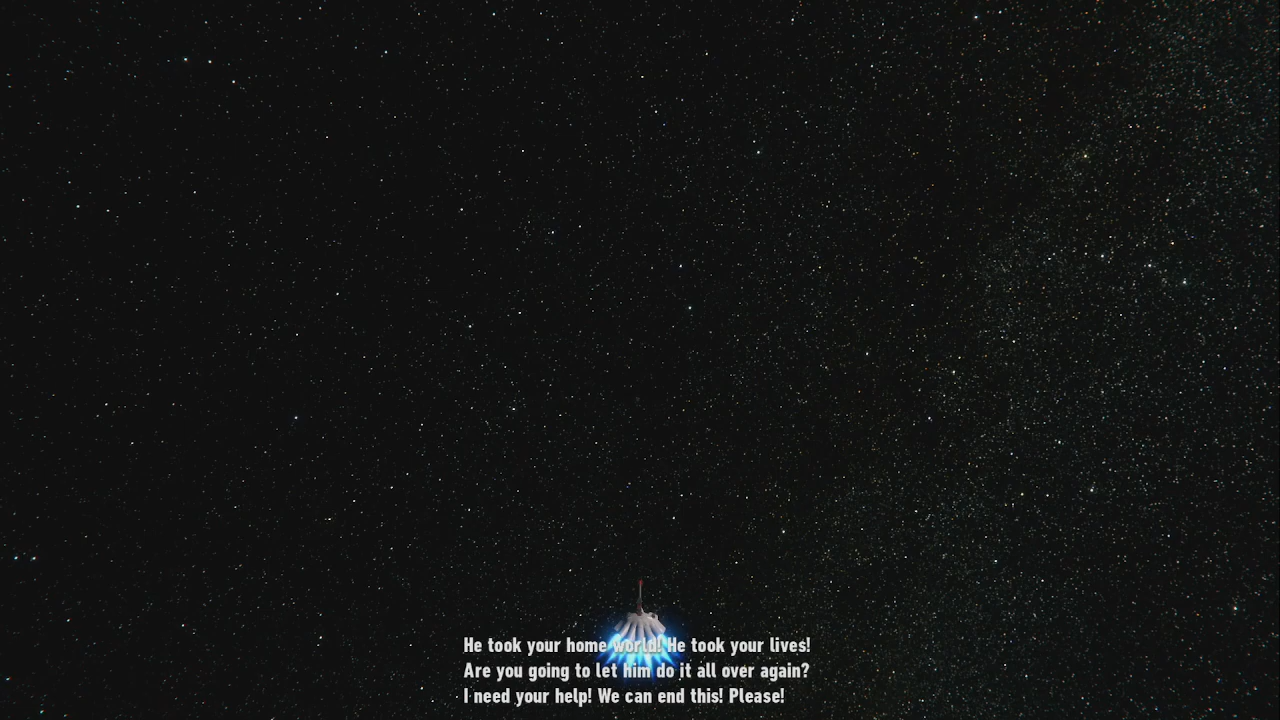 He took your home world! He took your lives!
Are you going to let him do it all over again?
I need your help! We can end this! Please!